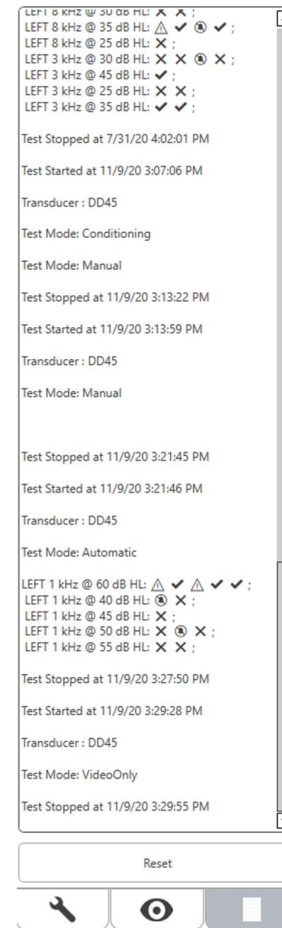 LEFT 8 kHz @ 30 dB HL: ✕ ✕ ;
LEFT 8 kHz @ 35 dB HL: ⚠ ✔ 🔕 ✔ ;
LEFT 8 kHz @ 25 dB HL: ✕ ;
LEFT 3 kHz @ 30 dB HL: ✕ ✕ 🔕 ✕ ;
LEFT 3 kHz @ 45 dB HL: ✔ ;
LEFT 3 kHz @ 25 dB HL: ✕ ✕ ;
LEFT 3 kHz @ 35 dB HL: ✔ ✔ ;
Test Stopped at 7/31/20 4:02:01 PM
Test Started at 11/9/20 3:07:06 PM
Transducer : DD45
Test Mode: Conditioning
Test Mode: Manual
Test Stopped at 11/9/20 3:13:22 PM
Test Started at 11/9/20 3:13:59 PM
Transducer : DD45
Test Mode: Manual
Test Stopped at 11/9/20 3:21:45 PM
Test Started at 11/9/20 3:21:46 PM
Transducer : DD45
Test Mode: Automatic
LEFT 1 kHz @ 60 dB HL: ⚠ ✔ ⚠ ✔ ✔ ;
LEFT 1 kHz @ 40 dB HL: 🔕 ✕ ;
LEFT 1 kHz @ 45 dB HL: ✕ ;
LEFT 1 kHz @ 50 dB HL: ✕ 🔕 ✕ ;
LEFT 1 kHz @ 55 dB HL: ✕ ✕ ;
Test Stopped at 11/9/20 3:27:50 PM
Test Started at 11/9/20 3:29:28 PM
Transducer : DD45
Test Mode: VideoOnly
Test Stopped at 11/9/20 3:29:55 PM
Reset